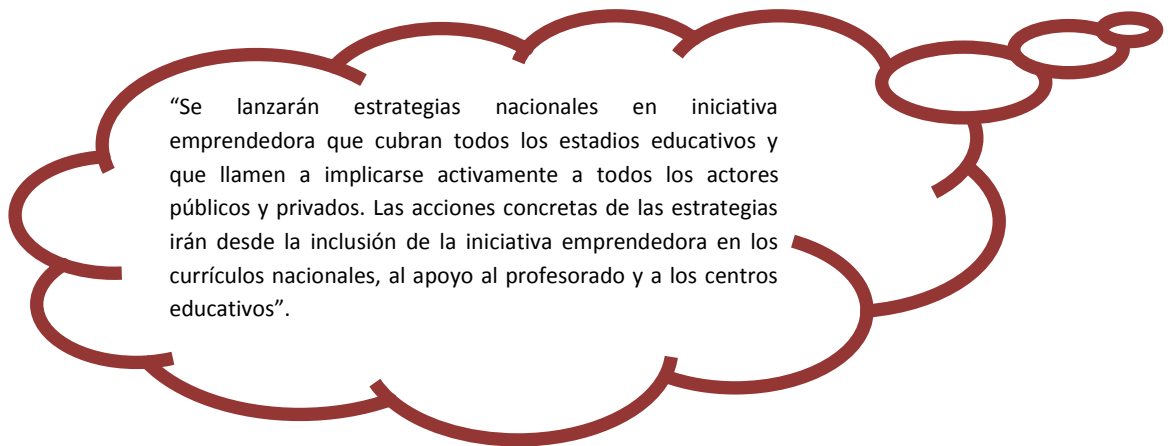 “Se lanzarán estrategias nacionales en iniciativa
emprendedora que cubran todos los estadios educativos y
que llamen a implicarse activamente a todos los actores
públicos y privados. Las acciones concretas de las estrategias
irán desde la inclusión de la iniciativa emprendedora en los
currículos nacionales, al apoyo al profesorado y a los centros
educativos”.